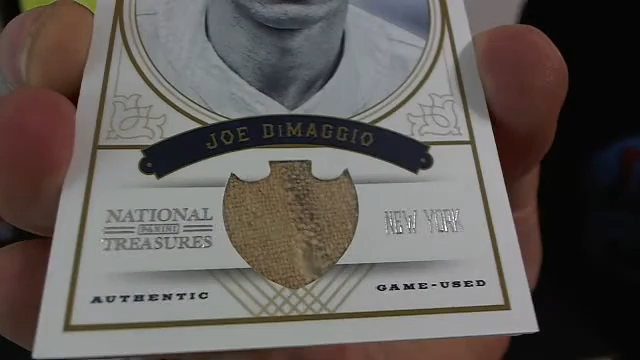 JOE DiMAGGIO
NATIONAL
PANINI
TREASURES
NEW YORK
AUTHENTIC
GAME-USED